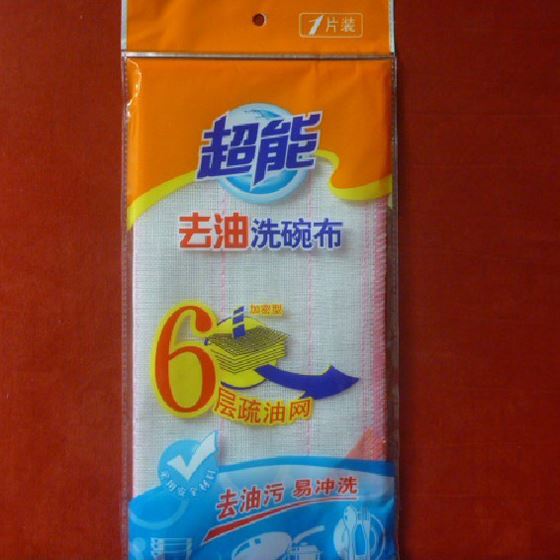 1片装
超能
去油洗碗布
加密型
6
层疏油网
去油污 易冲洗